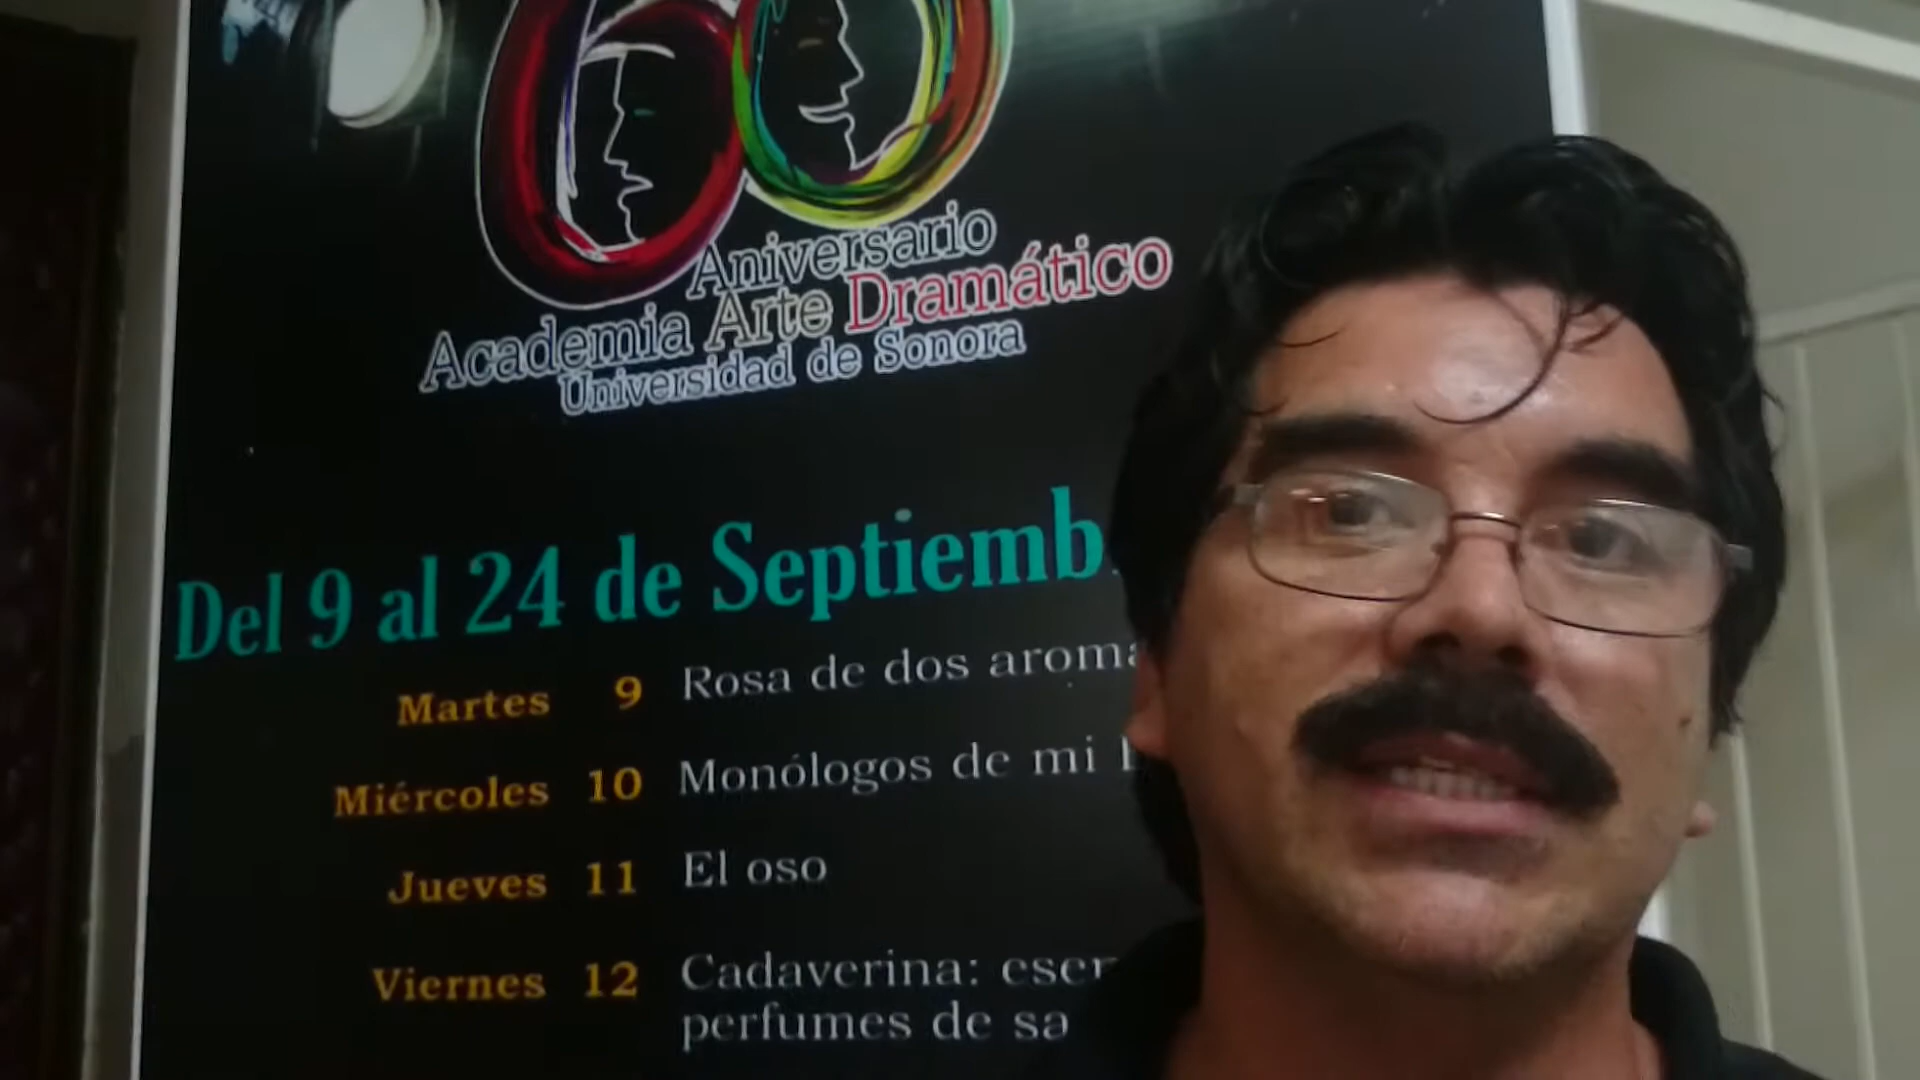 60
Aniversario
Academia Arte Dramático
Universidad de Sonora
Del 9 al 24 de
Martes 9 Rosa de dos
Miércoles 10 Monólogos de mi
Jueves 11 El oso
Viernes 12 Cadaverina:
perfumes de